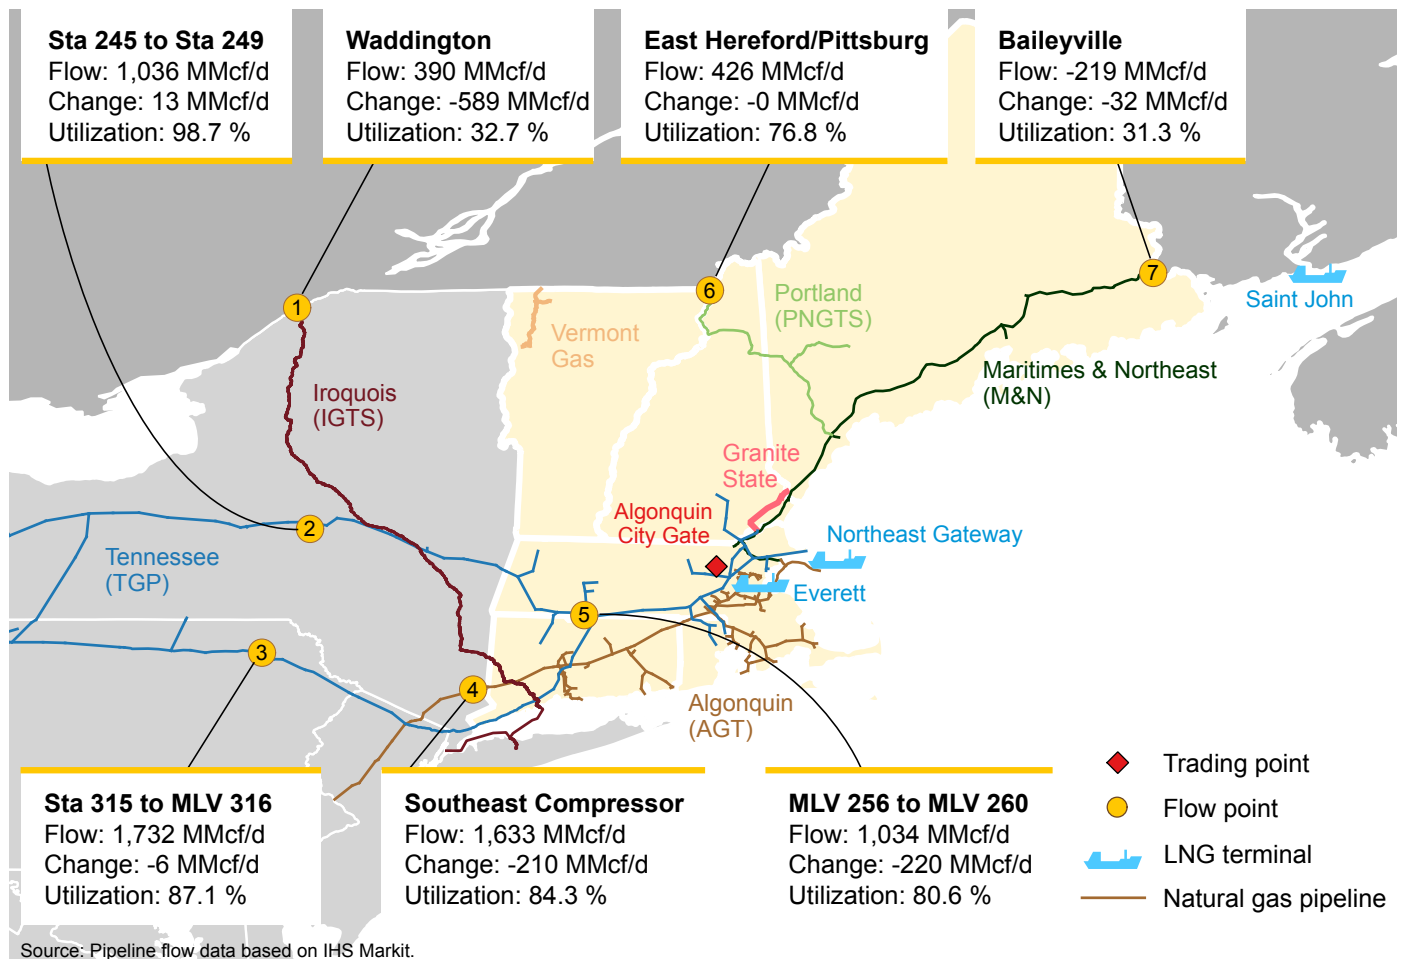 Sta 245 to Sta 249
Flow: 1,036 MMcf/d
Change: 13 MMcf/d
Utilization: 98.7 %
Waddington
Flow: 390 MMcf/d
Change: -589 MMcf/d
Utilization: 32.7 %
East Hereford/Pittsburg
Flow: 426 MMcf/d
Change: -0 MMcf/d
Utilization: 76.8 %
Baileyville
Flow: -219 MMcf/d
Change: -32 MMcf/d
Utilization: 31.3 %
1
6
7
Saint John
Portland
(PNGTS)
Vermont
Gas
Iroquois
(IGTS)
Maritimes & Northeast
(M&N)
Granite
State
Algonquin
City Gate
2
Northeast Gateway
Tennessee
(TGP)
Everett
5
3
4
Algonquin
(AGT)
Sta 315 to MLV 316
Flow: 1,732 MMcf/d
Change: -6 MMcf/d
Utilization: 87.1 %
Southeast Compressor
Flow: 1,633 MMcf/d
Change: -210 MMcf/d
Utilization: 84.3 %
MLV 256 to MLV 260
Flow: 1,034 MMcf/d
Change: -220 MMcf/d
Utilization: 80.6 %
Trading point
Flow point
LNG terminal
Natural gas pipeline
Source: Pipeline flow data based on IHS Markit.